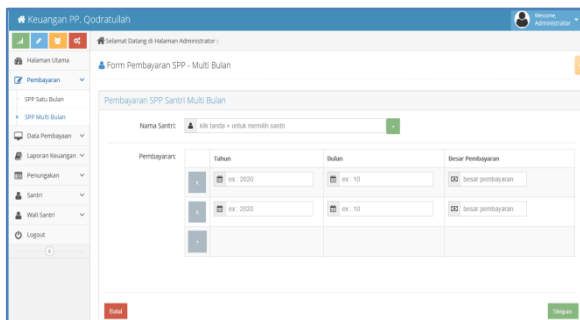 Keuangan PP. Qodratullah
Welcome,
Administrator
Selamat Datang di Halaman Administrator :
Halaman Utama
Form Pembayaran SPP - Multi Bulan
Pembayaran
SPP Satu Bulan
SPP Multi Bulan
Data Pembayaan
Laporan Keuangan
Penungakan
Santri
Wali Santri
Logout
Pembayaran SPP Santri Multi Bulan
Nama Santri:
Klik tanda + untuk memilih santri
+
Pembayaran:
Tahun Bulan Besar Pembayaran
ex : 2020 ex : 10 besar pembayaran
ex : 2020 ex : 10 besar pembayaran
+
Batal
Simpan